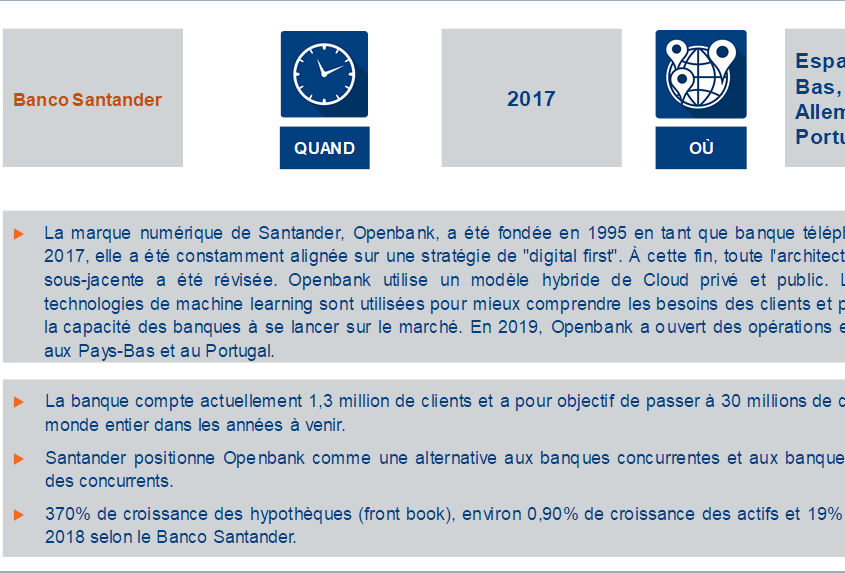 Banco Santander
QUAND
2017
OÙ
Bas,
La marque numérique de Santander, Openbank, a été fondée en 1995 en tant que banque
2017, elle a été constamment alignée sur une stratégie de "digital first". À cette fin, toute
sous-jacente a été révisée. Openbank utilise un modèle hybride de Cloud privé et public.
technologies de machine learning sont utilisées pour mieux comprendre les besoins des clients et
la capacité des banques à se lancer sur le marché. En 2019, Openbank a ouvert des opérations
aux Pays-Bas et au Portugal.
La banque compte actuellement 1,3 million de clients et a pour objectif de passer à 30 millions de
monde entier dans les années à venir.
Santander positionne Openbank comme une alternative aux banques concurrentes et aux
des concurrents.
370% de croissance des hypothèques (front book), environ 0,90% de croissance des actifs et 19%
2018 selon le Banco Santander.